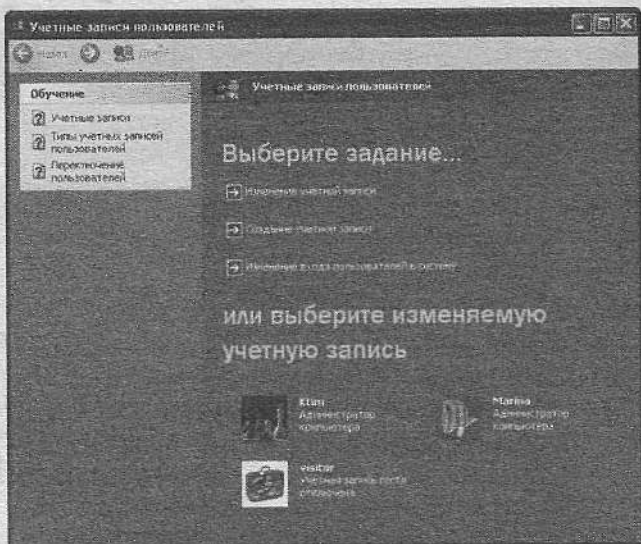 Учетные записи пользователей
Назад
Обучение
Учетные записи
Типы учетных записей
пользователей
Переключение
пользователей
Учетные записи пользователей
Выберите задание...
Изменение учетной записи
Создание учетной записи
Изменение входа пользователей в систему
или выберите изменяемую
учетную запись
Администратор
компьютера
Marina
Администратор
компьютера
visitor
Учетная запись гостя
отключена